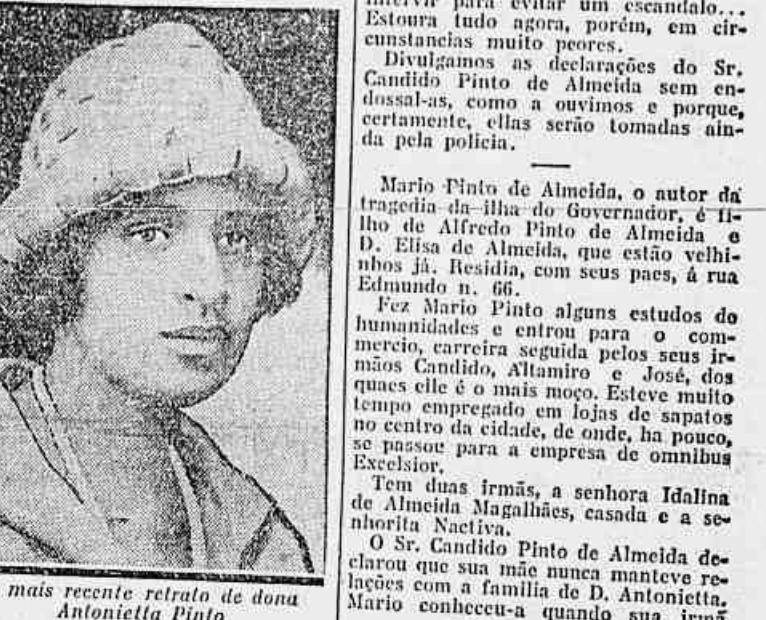 intervir para evitar um escandalo...
Estoura tudo agora, porém, em cir-
cunstancias muito peores.
Divulgamos as declarações do Sr.
Candido Pinto de Almeida sem en-
dossal-as, como a ouvimos e porque,
certamente, ellas serão tomadas ain-
da pela policia.
Mario Pinto de Almeida, o autor da
tragedia da ilha do Governador, é fi-
lho de Alfredo Pinto de Almeida e
D. Elisa de Almeida, que estão velhi-
nhos já. Residia, com seus paes, á rua
Edmundo n. 66.
Fez Mario Pinto alguns estudos de
humanidades e entrou para o com-
mercio, carreira seguida pelos seus ir-
mãos Candido, Altamiro e José, dos
quaes elle é o mais moço. Esteve muito
tempo empregado em lojas de sapatos
no centro da cidade, de onde, ha pouco,
se passou para a empresa de omnibus
Excelsior.
Tem duas irmãs, a senhora Idalina
de Almeida Magalhães, casada e a se-
nhorita Nactiva.
O Sr. Candido Pinto de Almeida de-
clarou que sua mãe nunca manteve re-
lações com a familia de D. Antonietta.
Mario conheceu-a quando sua irmã
mais recente retrato de dona
Antonietta Pinto